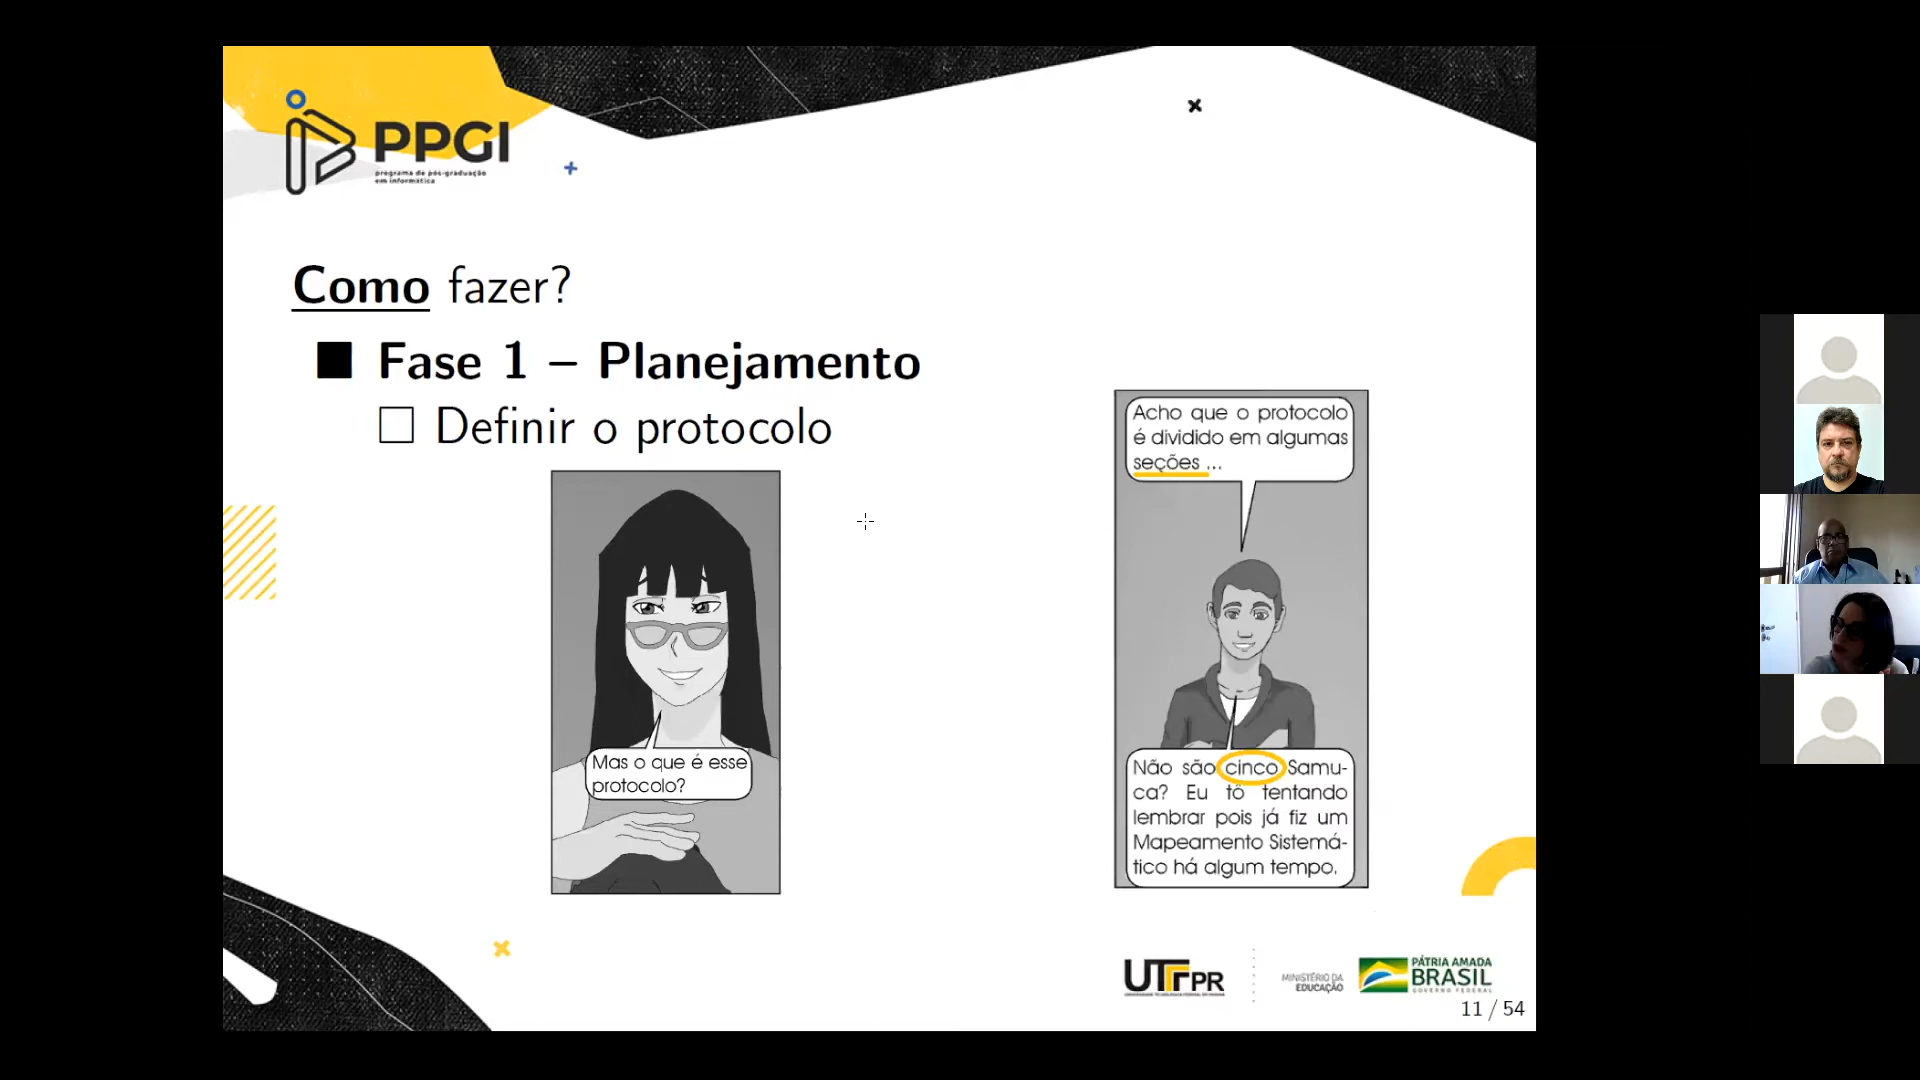 PPGI
programa de pós-graduação
em informática
Como fazer?
Fase 1 – Planejamento
Definir o protocolo
Mas o que é esse
protocolo?
Acho que o protocolo
é dividido em algumas
seções ...
Não são cinco Samu-
ca? Eu tô tentando
lembrar pois já fiz um
Mapeamento Sistemá-
tico há algum tempo.
UTFPR
MINISTÉRIO DA
EDUCAÇÃO
PÁTRIA AMADA
BRASIL
GOVERNO FEDERAL
11 / 54